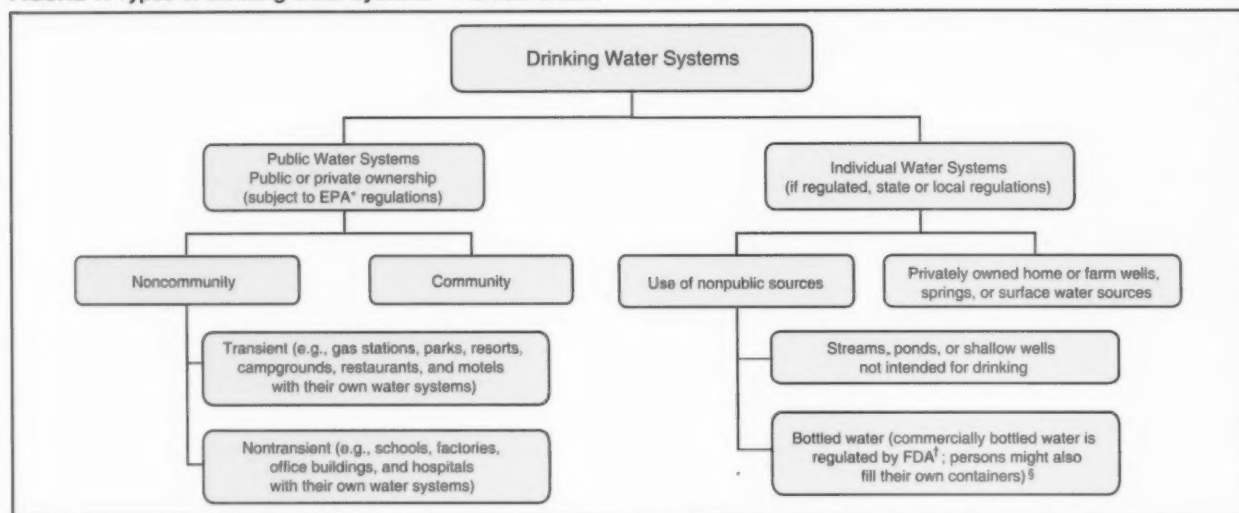 Drinking Water Systems
Public Water Systems
Public or private ownership
(subject to EPA* regulations)
Individual Water Systems
(if regulated, state or local regulations)
Noncommunity
Community
Use of nonpublic sources
Privately owned home or farm wells,
springs, or surface water sources
Transient (e.g., gas stations, parks, resorts,
campgrounds, restaurants, and motels
with their own water systems)
Streams, ponds, or shallow wells
not intended for drinking
Nontransient (e.g., schools, factories,
office buildings, and hospitals
with their own water systems)
Bottled water (commercially bottled water is
regulated by FDA†; persons might also
fill their own containers)§